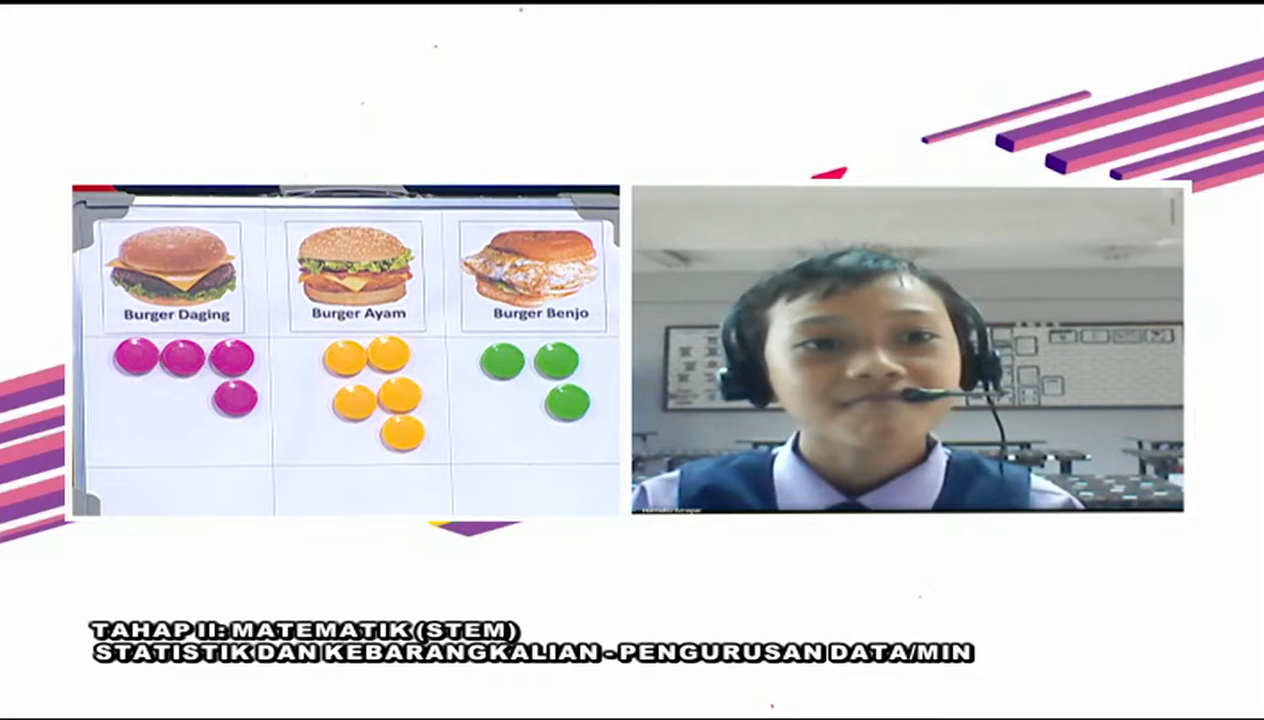 Burger Daging
Burger Ayam
Burger Benjo
TAHAP II: MATEMATIK (STEM)
STATISTIK DAN KEBARANGKALIAN - PENGURUSAN DATA/MIN